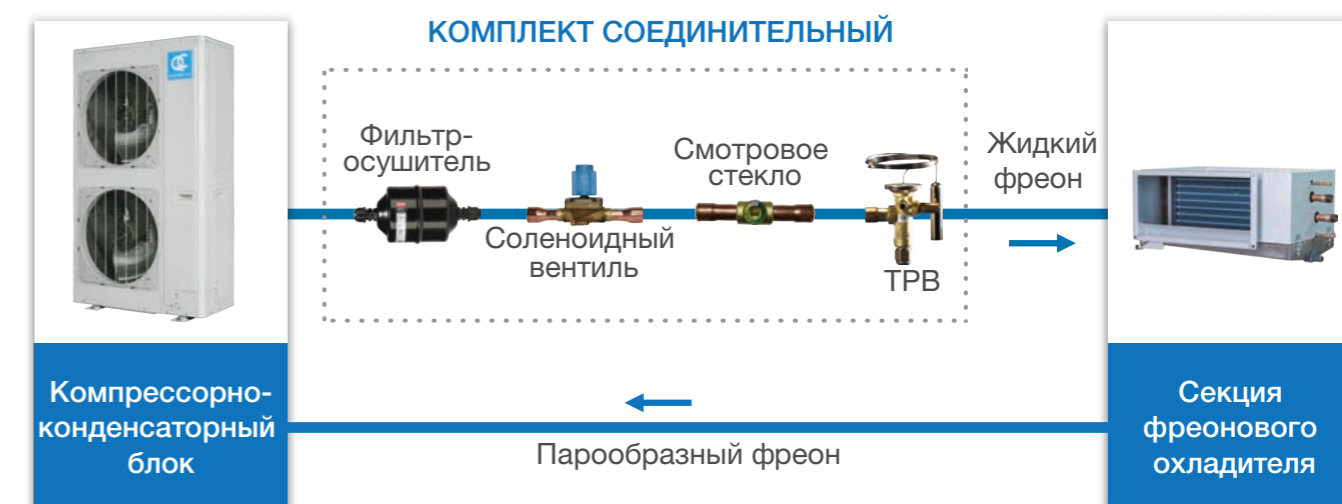 КОМПЛЕКТ СОЕДИНИТЕЛЬНЫЙ
Фильтр-
осушитель
Соленоидный
вентиль
Смотровое
стекло
ТРВ
Жидкий
фреон
Компрессорно-
конденсаторный
блок
Парообразный фреон
Секция
фреонового
охладителя